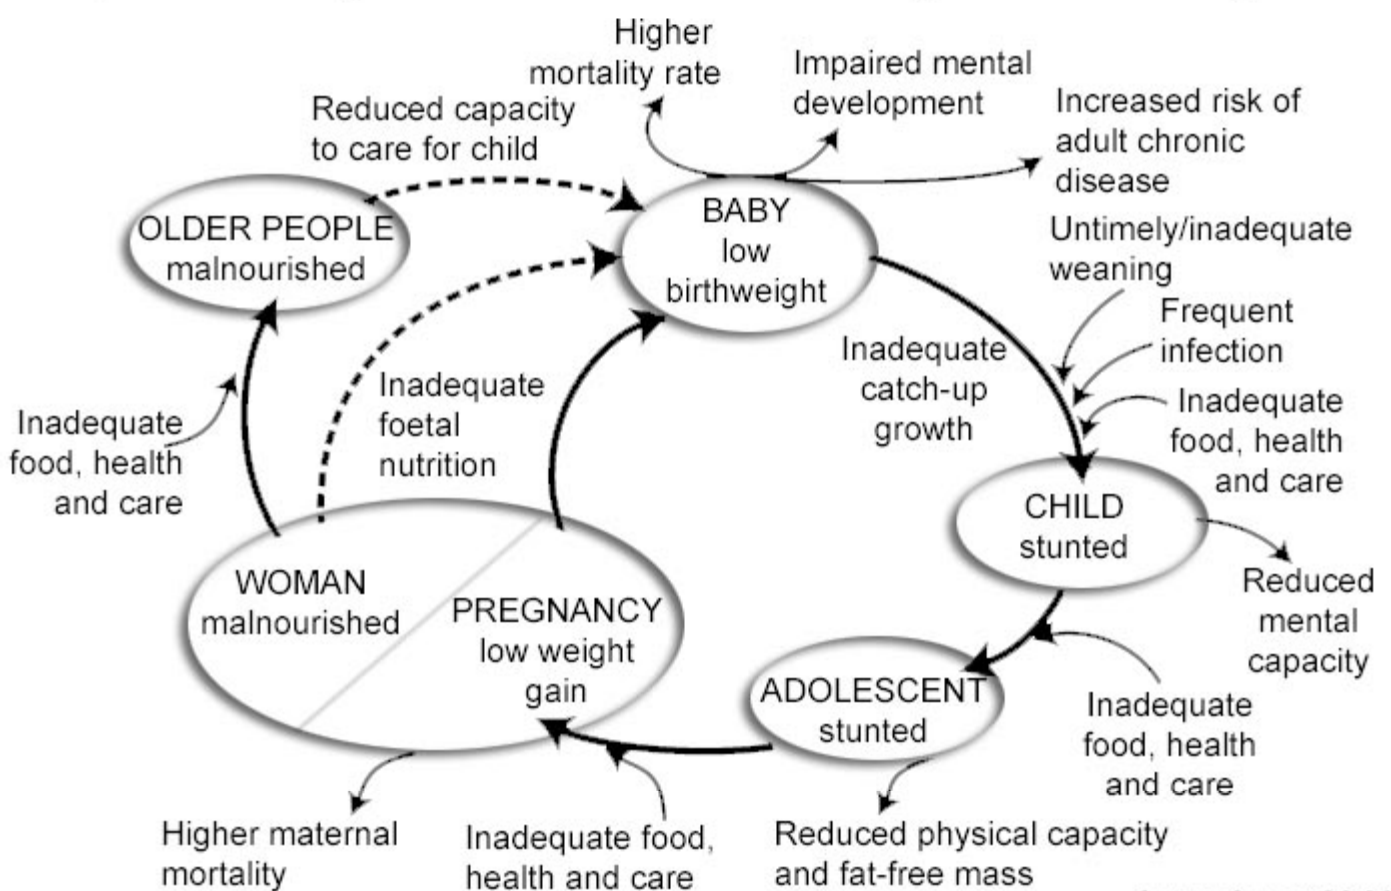 Higher
mortality rate
Impaired mental
development
Increased risk of
adult chronic
disease
Reduced capacity
to care for child
OLDER PEOPLE
malnourished
BABY
low
birthweight
Untimely/inadequate
weaning
Frequent
infection
Inadequate
catch-up
growth
Inadequate
food, health
and care
Inadequate
foetal
nutrition
Inadequate
food, health
and care
CHILD
stunted
Reduced
mental
capacity
WOMAN
malnourished
PREGNANCY
low weight
gain
ADOLESCENT
stunted
Inadequate
food, health
and care
Higher maternal
mortality
Inadequate food,
health and care
Reduced physical capacity
and fat-free mass